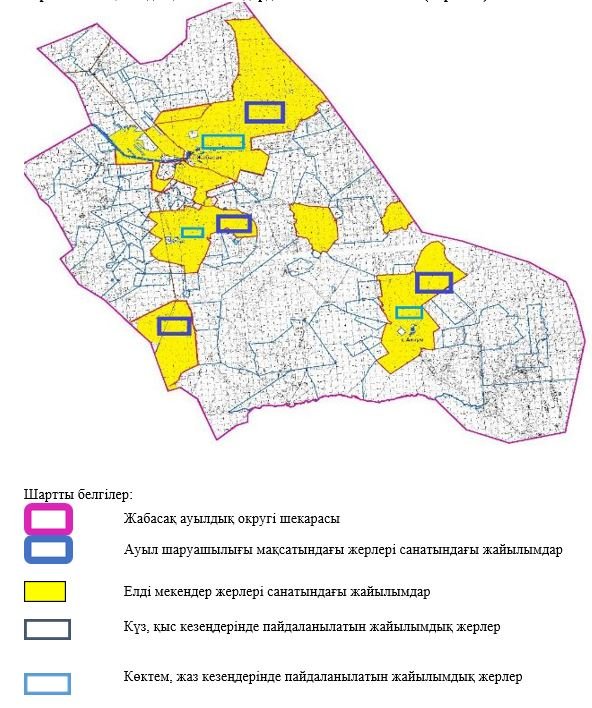 Жабасақ
Шартты белгілер:
Жабасақ ауылдық округі шекарасы
Ауыл шаруашылығы мақсатындағы жерлері санатындағы жайылымдар
Елді мекендер жерлері санатындағы жайылымдар
Күз, қыс кезеңдерінде пайдаланылатын жайылымдық жерлер
Көктем, жаз кезеңдерінде пайдаланылатын жайылымдық жерлер